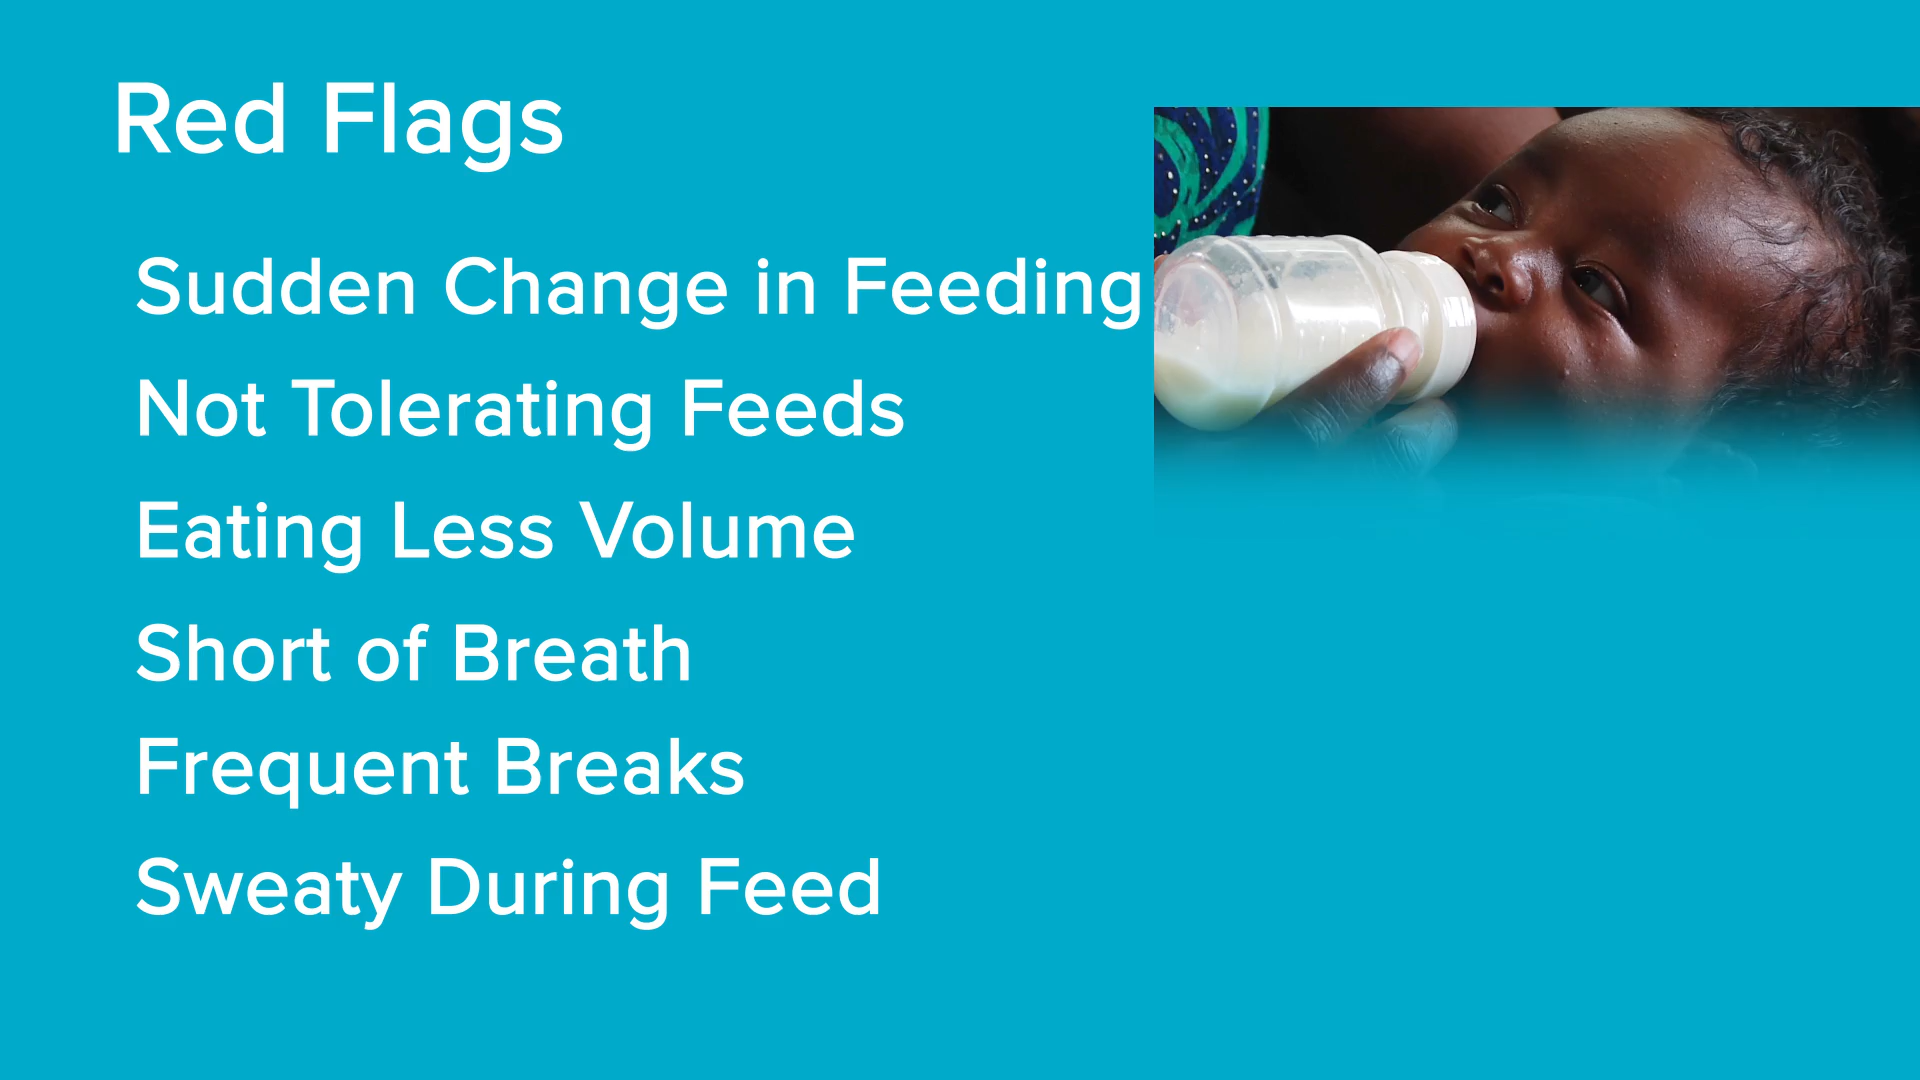 Red Flags
Sudden Change in Feeding
Not Tolerating Feeds
Eating Less Volume
Short of Breath
Frequent Breaks
Sweaty During Feed